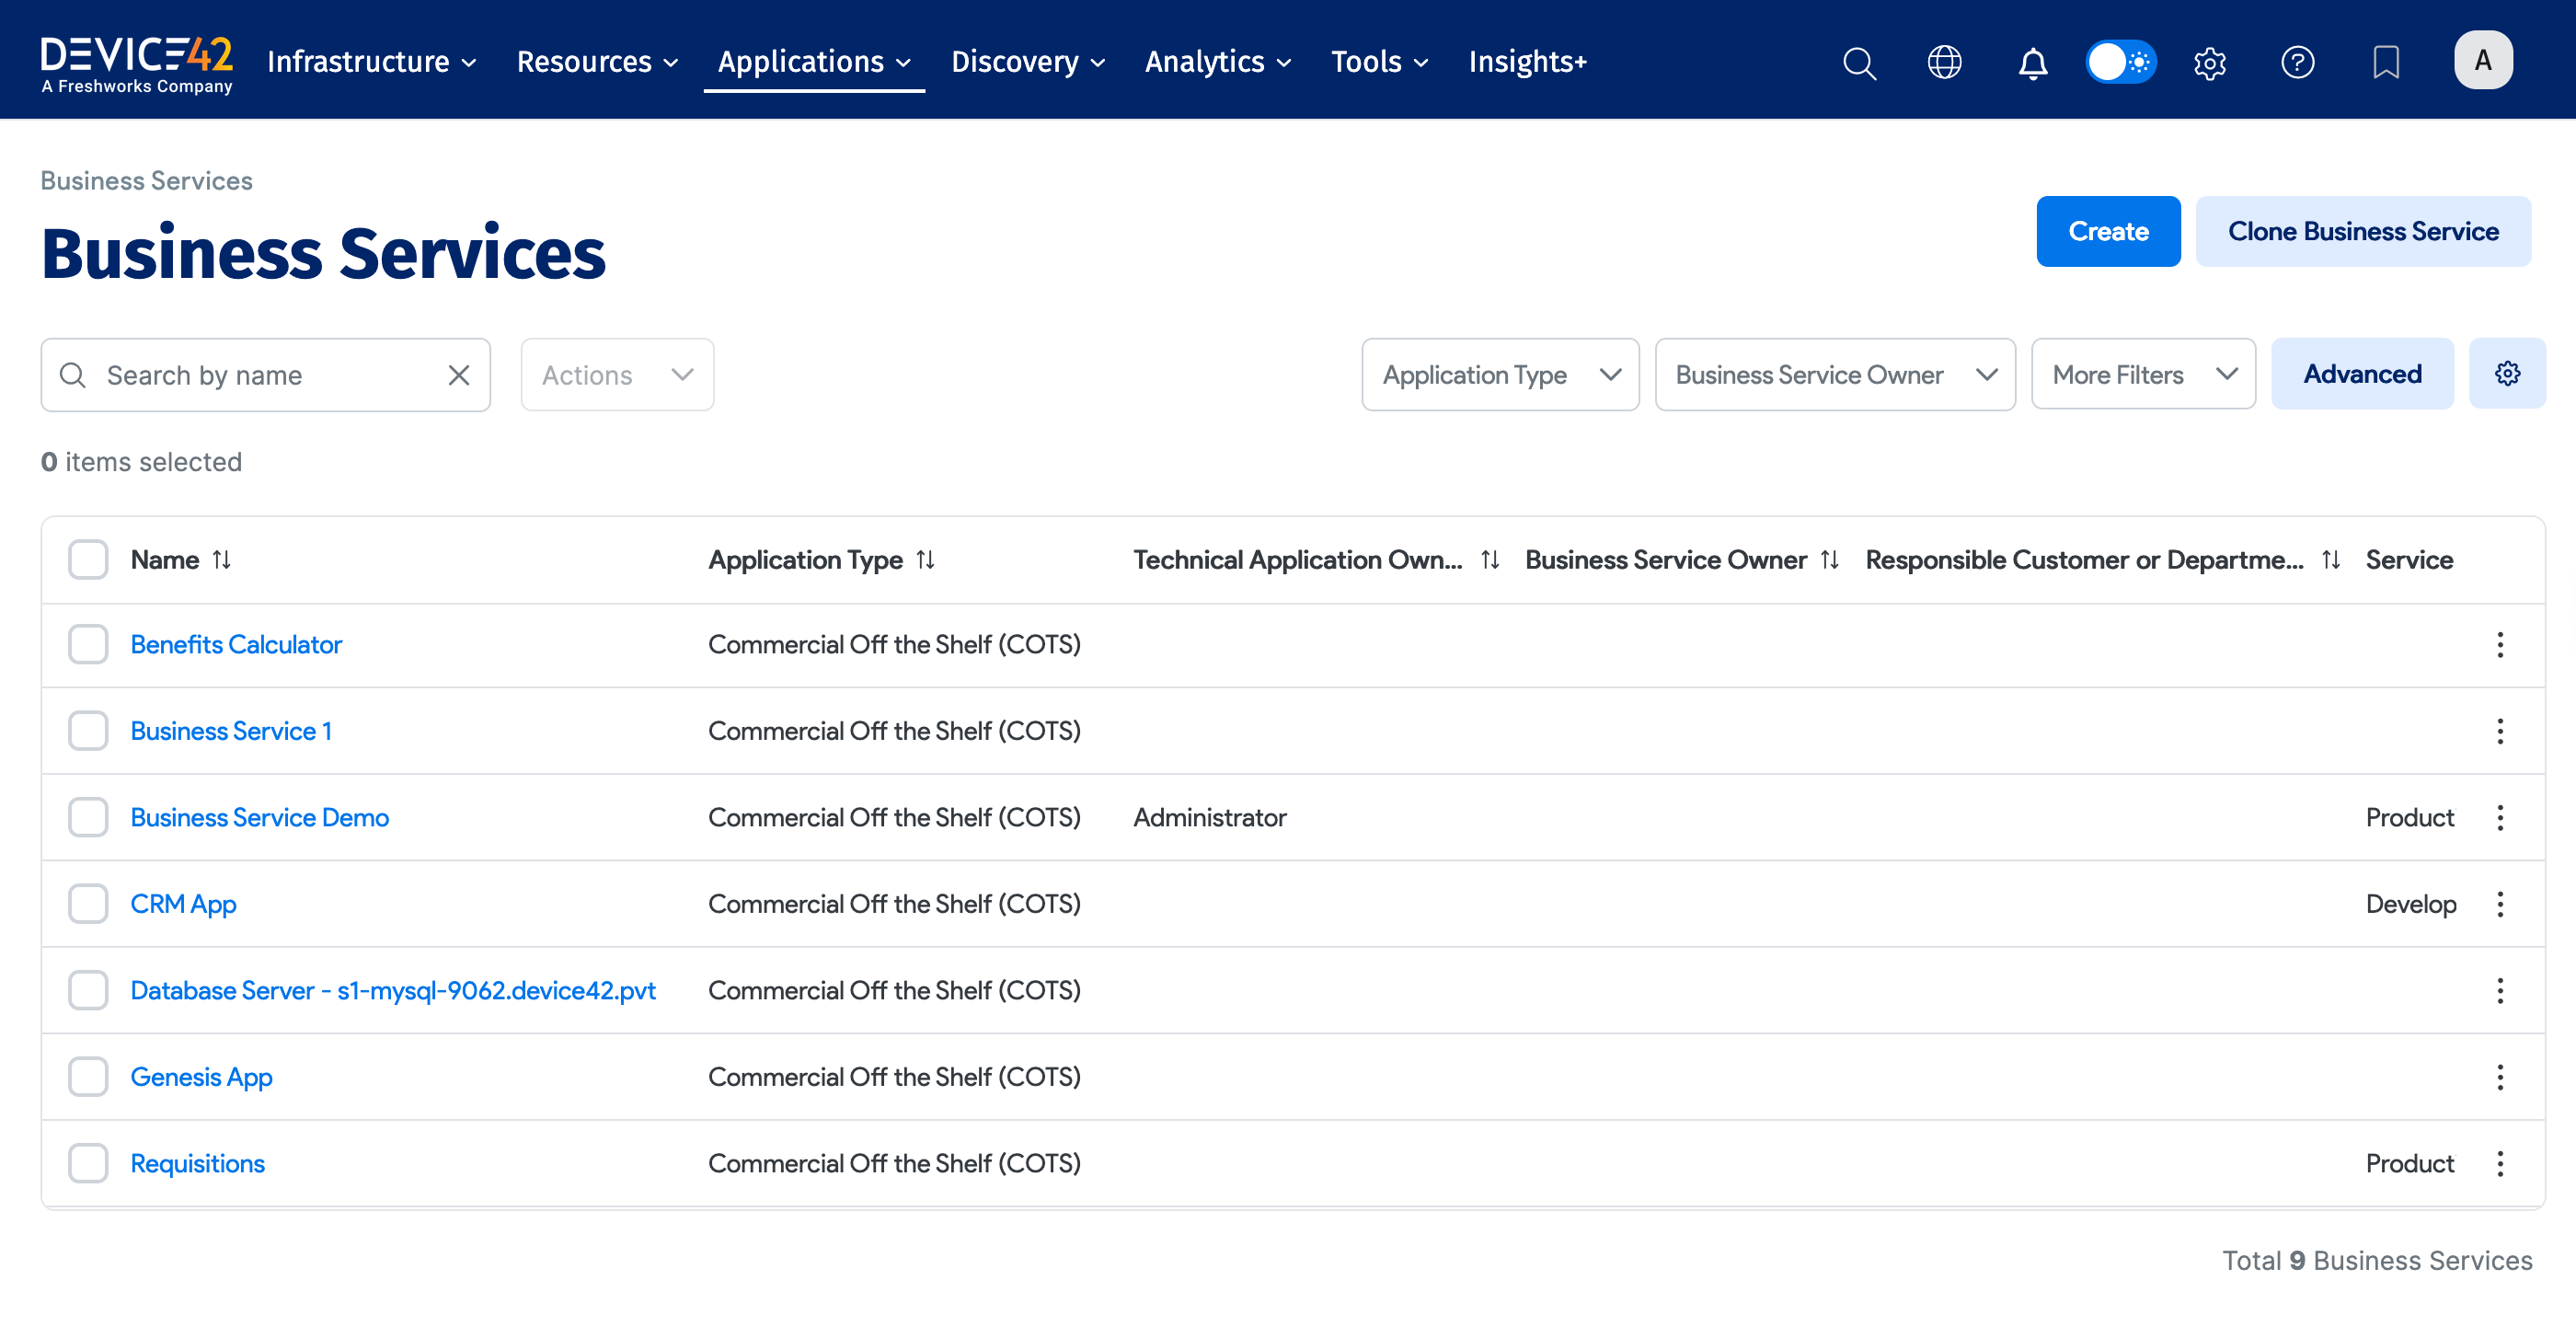 DEVICE42
A Freshworks Company
Infrastructure Resources Applications Discovery Analytics Tools Insights+
A
Business Services
Business Services
Create Clone Business Service
Search by name Actions Application Type Business Service Owner More Filters Advanced
0 items selected
Name Application Type Technical Application Own... Business Service Owner Responsible Customer or Departme... Service
Benefits Calculator Commercial Off the Shelf (COTS)
Business Service 1 Commercial Off the Shelf (COTS)
Business Service Demo Commercial Off the Shelf (COTS) Administrator Product
CRM App Commercial Off the Shelf (COTS) Develop
Database Server - s1-mysql-9062.device42.pvt Commercial Off the Shelf (COTS)
Genesis App Commercial Off the Shelf (COTS)
Requisitions Commercial Off the Shelf (COTS) Product
Total 9 Business Services